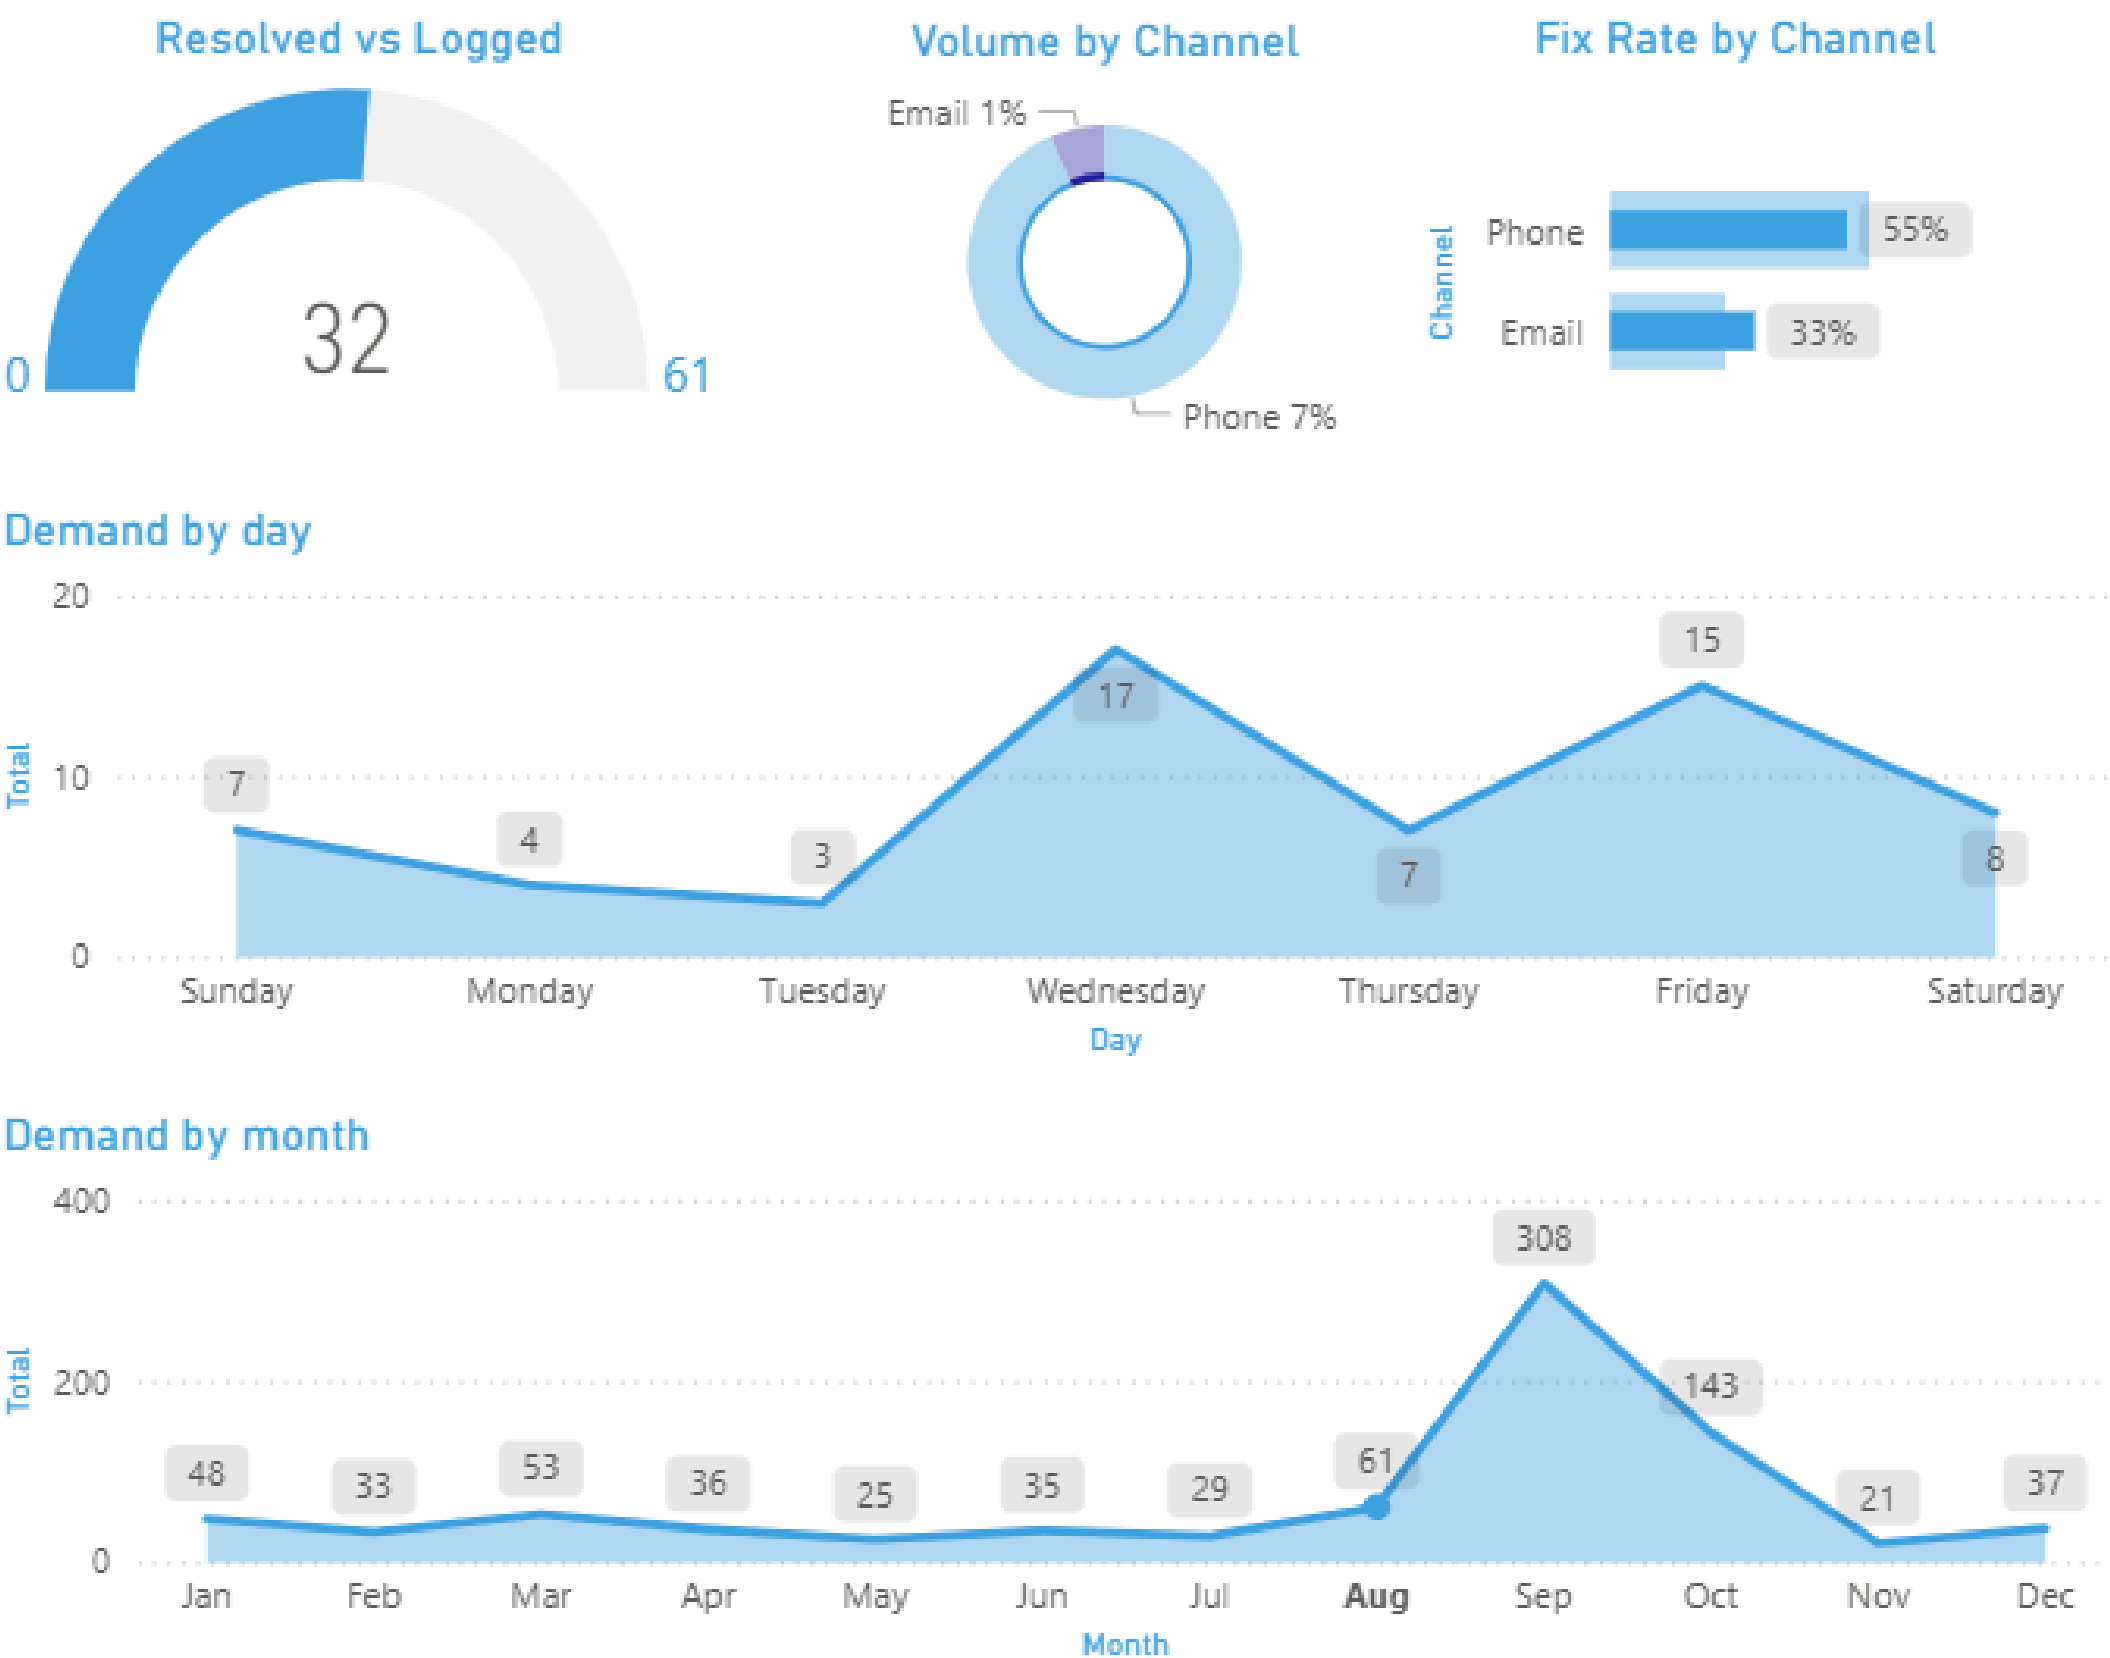 Resolved vs Logged
0
32
61
Volume by Channel
Email 1%
Phone 7%
Fix Rate by Channel
Channel
Phone 55%
Email 33%
Demand by day
Total
20
10
0
7
4
3
17
7
15
8
Sunday Monday Tuesday Wednesday Thursday Friday Saturday
Day
Demand by month
Total
400
200
0
48
33
53
36
25
35
29
61
308
143
21
37
Jan Feb Mar Apr May Jun Jul Aug Sep Oct Nov Dec
Month